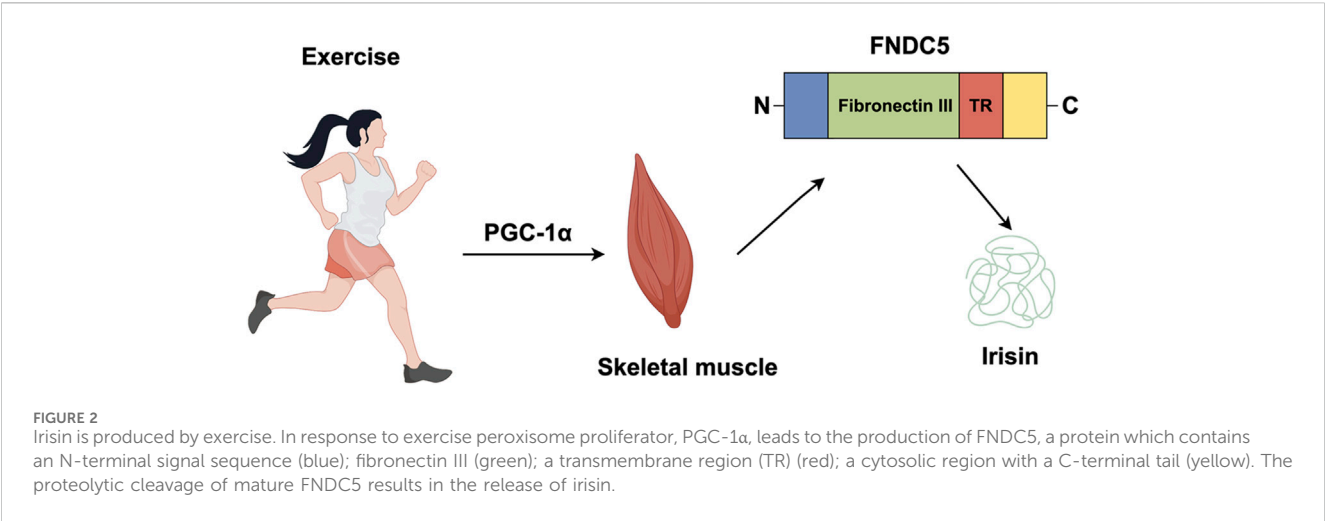 Exercise
FNDC5
N
Fibronectin III
TR
C
PGC-1α
Skeletal muscle
Irisin
FIGURE 2
Irisin is produced by exercise. In response to exercise peroxisome proliferator, PGC-1α, leads to the production of FNDC5, a protein which contains
an N-terminal signal sequence (blue); fibronectin III (green); a transmembrane region (TR) (red); a cytosolic region with a C-terminal tail (yellow). The
proteolytic cleavage of mature FNDC5 results in the release of irisin.